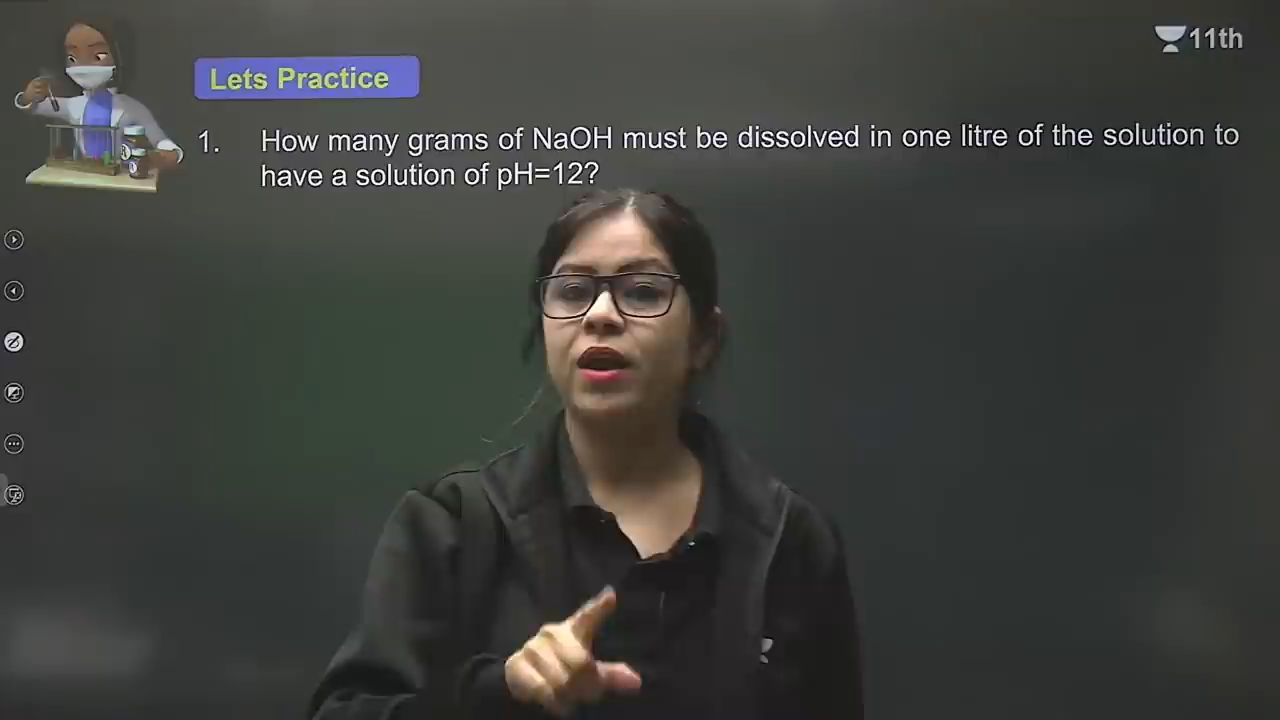 11th
Lets Practice
1. How many grams of NaOH must be dissolved in one litre of the solution to
have a solution of pH=12?